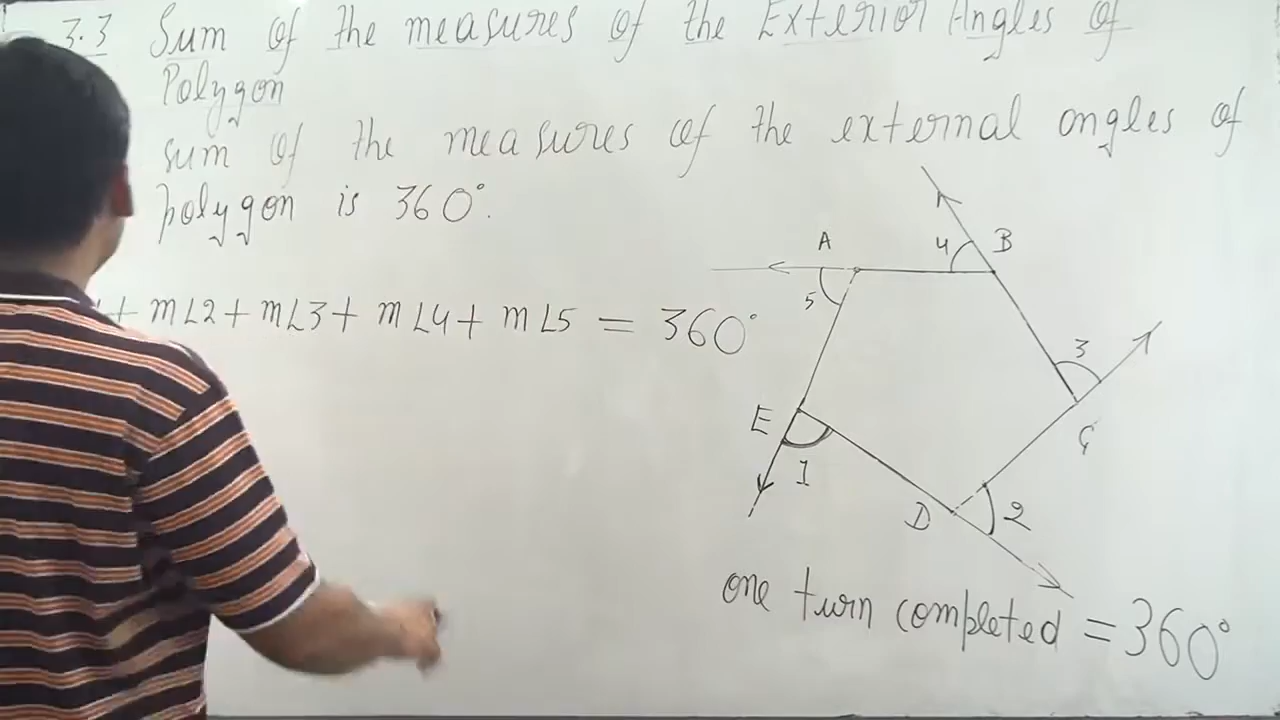 3.3 Sum of the measures of the Exterior Angles of
Polygon
sum of the measures of the external angles of
polygon is 360°.
+ m∠2 + m∠3 + m∠4 + m∠5 = 360°
A
B
4
5
3
C
E
1
D
2
one turn completed = 360°